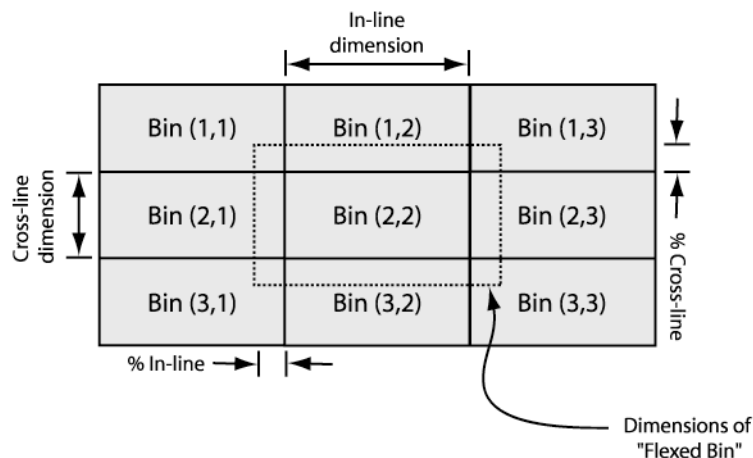 In-line
dimension
Bin (1,1)
Bin (1,2)
Bin (1,3)
Cross-line
dimension
Bin (2,1)
Bin (2,2)
Bin (2,3)
% Cross-line
Bin (3,1)
Bin (3,2)
Bin (3,3)
% In-line
Dimensions of
"Flexed Bin"